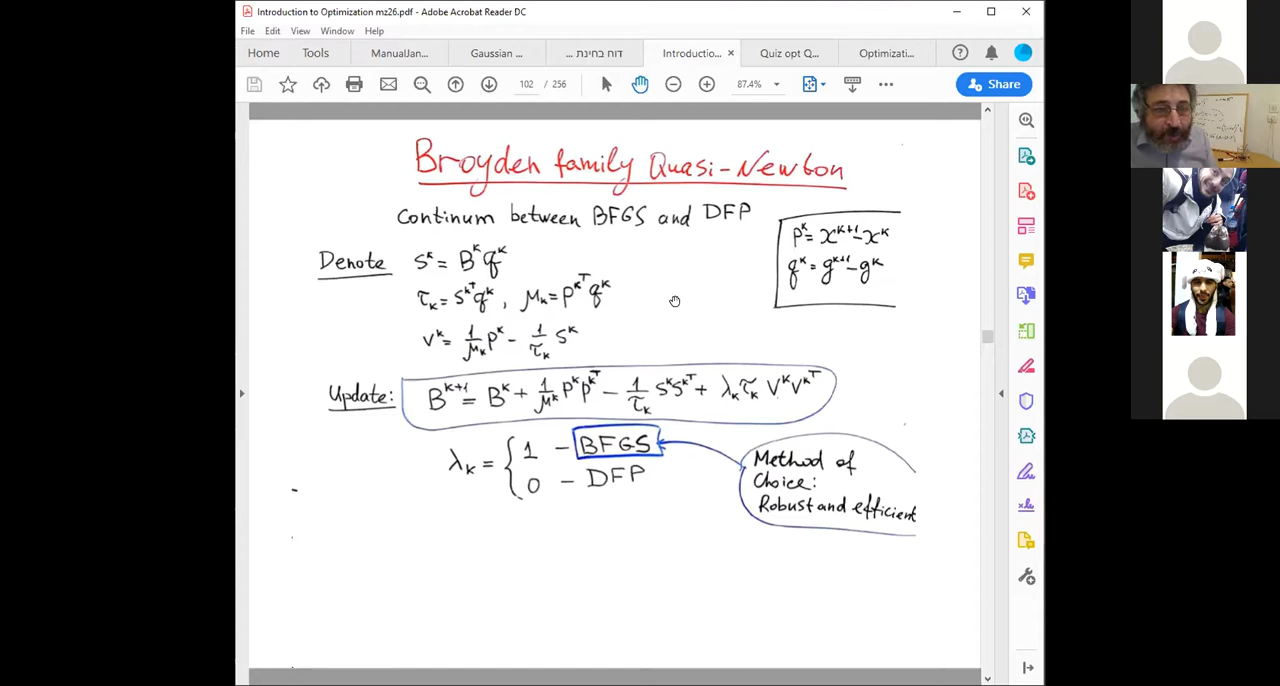 Introduction to Optimization mz26.pdf - Adobe Acrobat Reader DC
File Edit View Window Help
Home Tools ManualJan... Gaussian ... דוח בחינת ... Introductio... × Quiz opt Q... Optimizati...
102 / 256 87.4% Share
Broyden family Quasi-Newton
Continum between BFGS and DFP
Denote s^k = B^k q^k
τ_k = s^{kT} q^k , μ_k = p^{kT} q^k
v^k = 1/μ_k p^k - 1/τ_k s^k
p^k = x^{k+1} - x^k
q^k = g^{k+1} - g^k
Update: B^{k+1} = B^k + 1/μ_k p^k p^{kT} - 1/τ_k s^k s^{kT} + λ_k τ_k v^k v^{kT}
λ_k = { 1 - BFGS
0 - DFP
Method of
Choice:
Robust and efficient